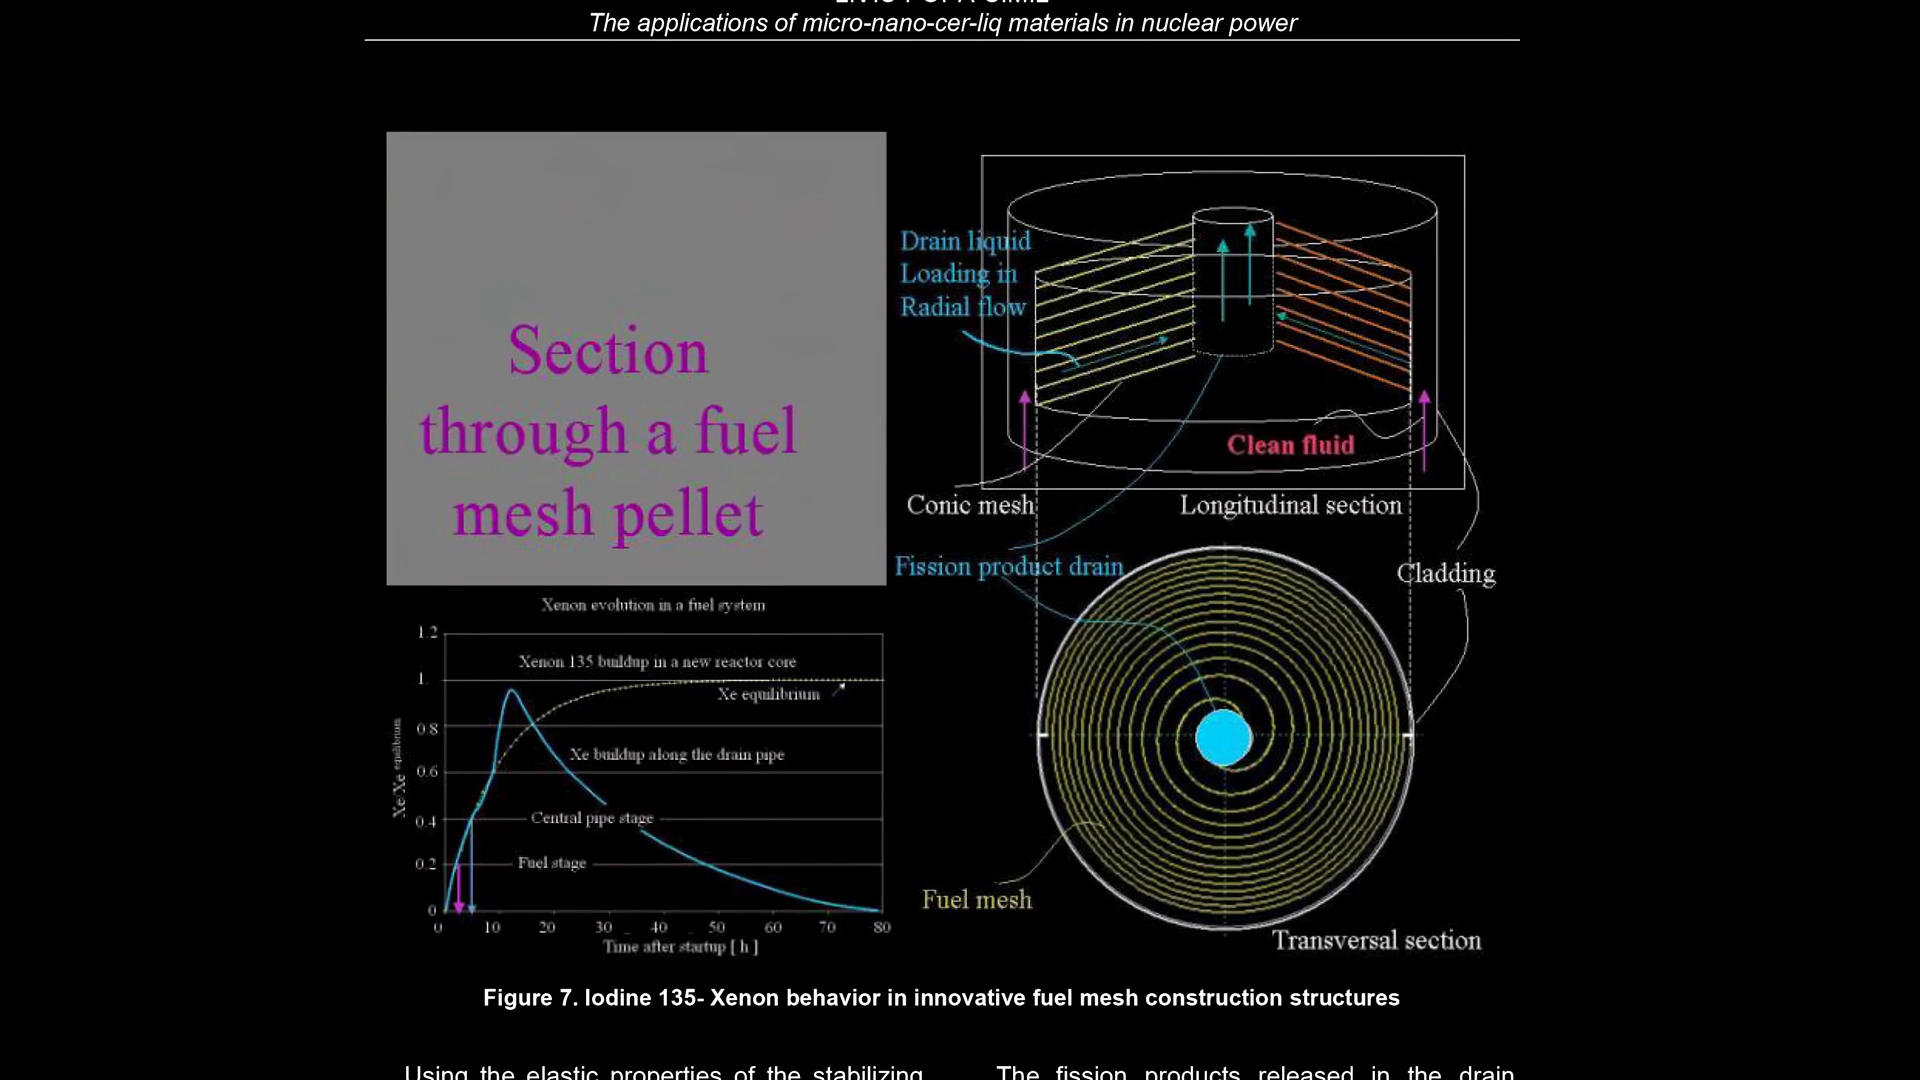 The applications of micro-nano-cer-liq materials in nuclear power
Section
through a fuel
mesh pellet
Drain liquid
Loading in
Radial flow
Clean fluid
Conic mesh
Longitudinal section
Fission product drain
Cladding
Fuel mesh
Transversal section
Xenon evolution in a fuel system
1.2
Xenon 135 buildup in a new reactor core
1
Xe equilibrium
0.8
Xe buildup along the drain pipe
0.6
Xe/Xe equilibrium
Central pipe stage
0.4
Fuel stage
0.2
0
0 10 20 30 40 50 60 70 80
Time after startup [ h ]
Figure 7. Iodine 135- Xenon behavior in innovative fuel mesh construction structures
Using the elastic properties of the stabilizing
The fission products released in the drain